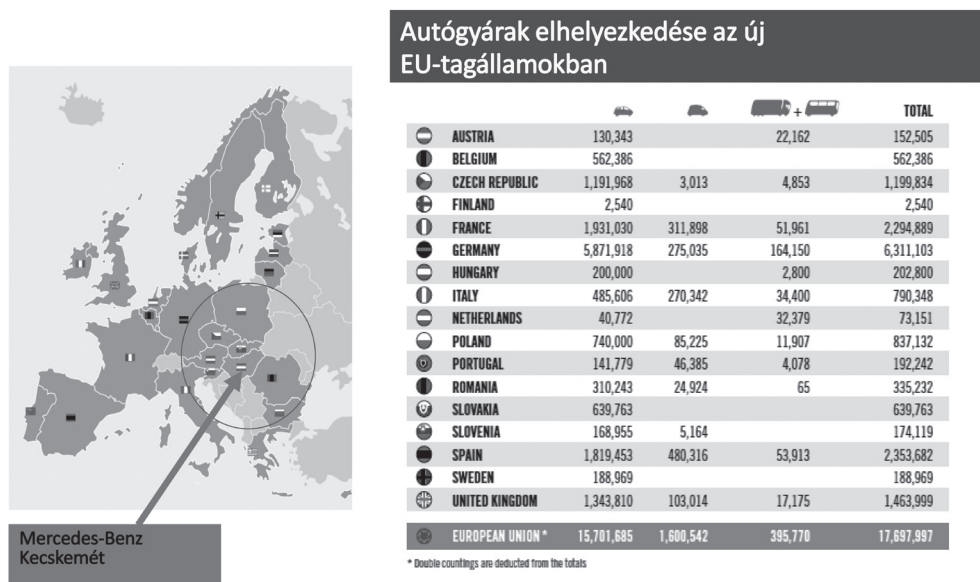 Autógyárak elhelyezkedése az új
EU-tagállamokban
+ TOTAL
AUSTRIA 130,343 22,162 152,505
BELGIUM 562,386 562,386
CZECH REPUBLIC 1,191,968 3,013 4,853 1,199,834
FINLAND 2,540 2,540
FRANCE 1,931,030 311,898 51,961 2,294,889
GERMANY 5,871,918 275,035 164,150 6,311,103
HUNGARY 200,000 2,800 202,800
ITALY 485,606 270,342 34,400 790,348
NETHERLANDS 40,772 32,379 73,151
POLAND 740,000 85,225 11,907 837,132
PORTUGAL 141,779 46,385 4,078 192,242
ROMANIA 310,243 24,924 65 335,232
SLOVAKIA 639,763 639,763
SLOVENIA 168,955 5,164 174,119
SPAIN 1,819,453 480,316 53,913 2,353,682
SWEDEN 188,969 188,969
UNITED KINGDOM 1,343,810 103,014 17,175 1,463,999
EUROPEAN UNION* 15,701,685 1,600,542 395,770 17,697,997
* Double countings are deducted from the totals
Mercedes-Benz
Kecskemét